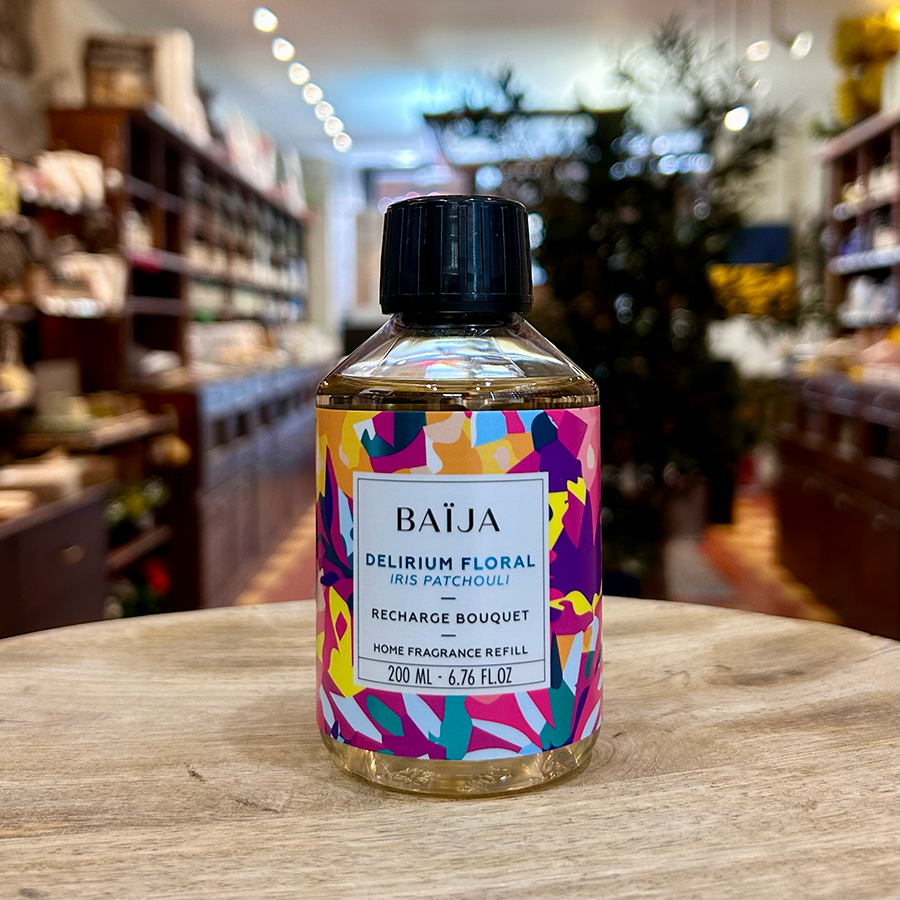 BAÏJA
DELIRIUM FLORAL
IRIS PATCHOULI
RECHARGE BOUQUET
HOME FRAGRANCE REFILL
200 ML - 6.76 FL.OZ